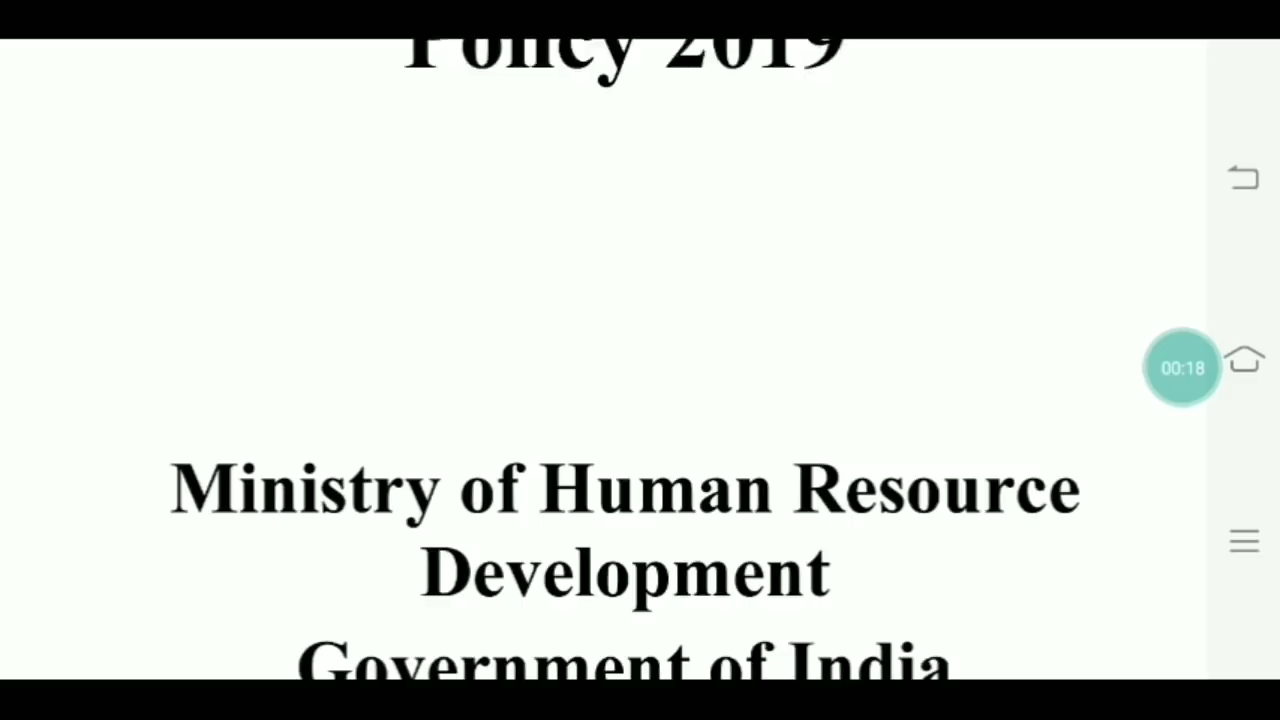 Policy 2019
00:18
Ministry of Human Resource
Development
Government of India